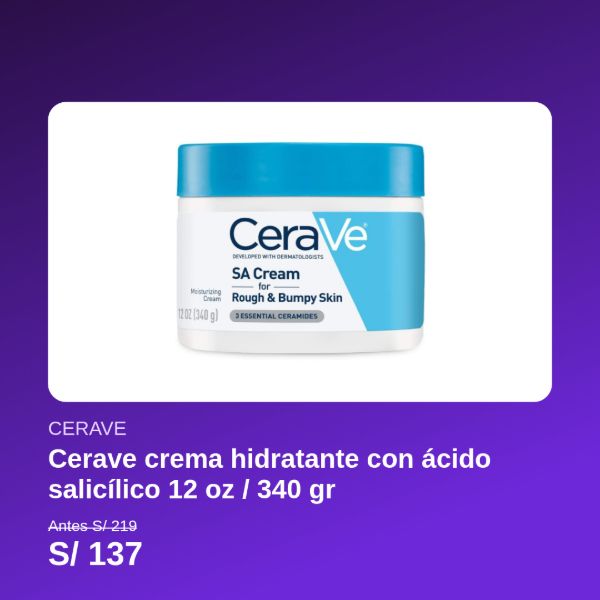 CeraVe®
DEVELOPED WITH DERMATOLOGISTS
SA Cream
for
Rough & Bumpy Skin
Moisturizing
Cream
12 OZ (340 g)
3 ESSENTIAL CERAMIDES
CERAVE
Cerave crema hidratante con ácido
salicílico 12 oz / 340 gr
Antes S/ 219
S/ 137